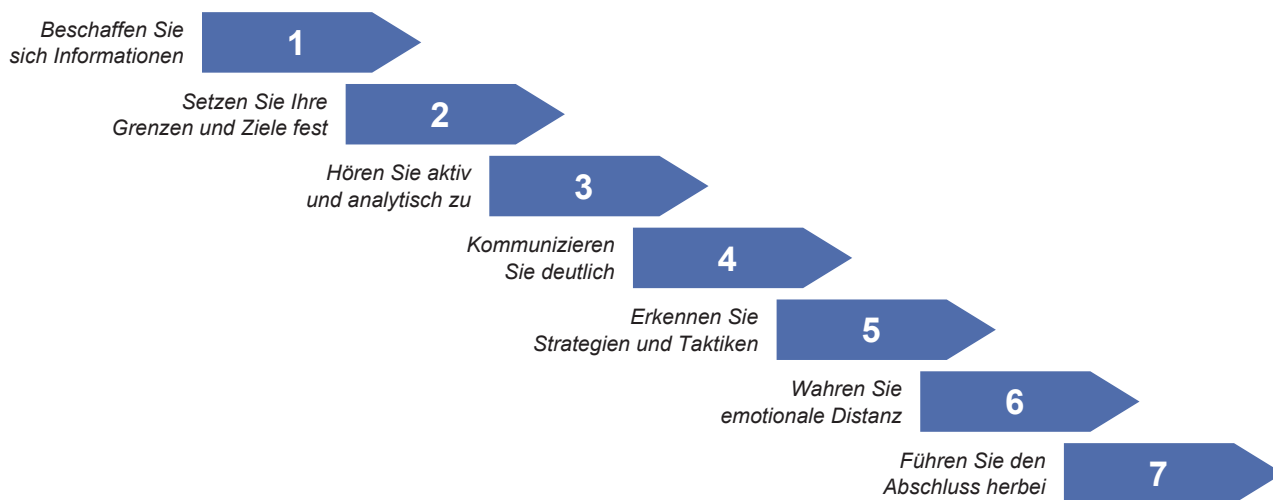 Beschaffen Sie
sich Informationen
1
Setzen Sie Ihre
Grenzen und Ziele fest
2
Hören Sie aktiv
und analytisch zu
3
Kommunizieren
Sie deutlich
4
Erkennen Sie
Strategien und Taktiken
5
Wahren Sie
emotionale Distanz
6
Führen Sie den
Abschluss herbei
7